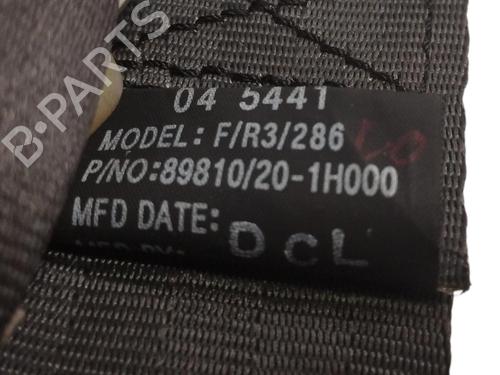 04 5441
MODEL: F/R3/286
P/NO:89810/20-1H000
MFD DATE: DCL
B-PARTS